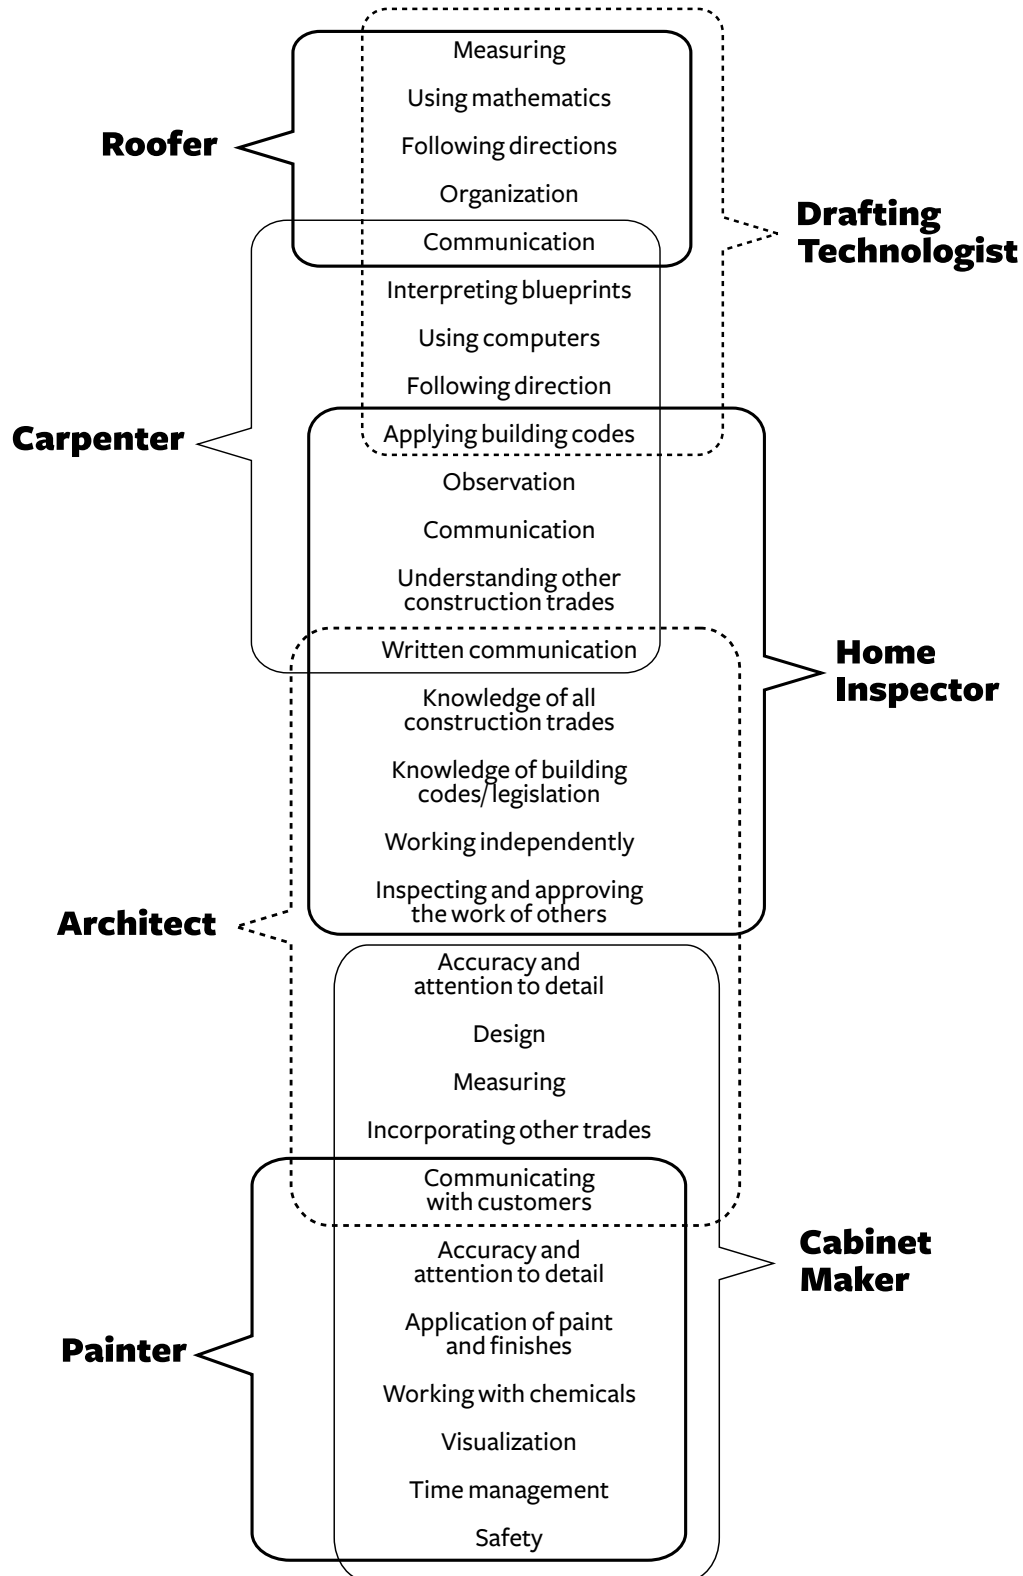 Measuring
Using mathematics
Following directions
Roofer
Organization
Drafting
Technologist
Communication
Interpreting blueprints
Using computers
Following direction
Carpenter
Applying building codes
Observation
Communication
Understanding other
construction trades
Written communication
Home
Inspector
Knowledge of all
construction trades
Knowledge of building
codes/legislation
Working independently
Inspecting and approving
the work of others
Architect
Accuracy and
attention to detail
Design
Measuring
Incorporating other trades
Communicating
with customers
Cabinet
Maker
Accuracy and
attention to detail
Application of paint
and finishes
Painter
Working with chemicals
Visualization
Time management
Safety